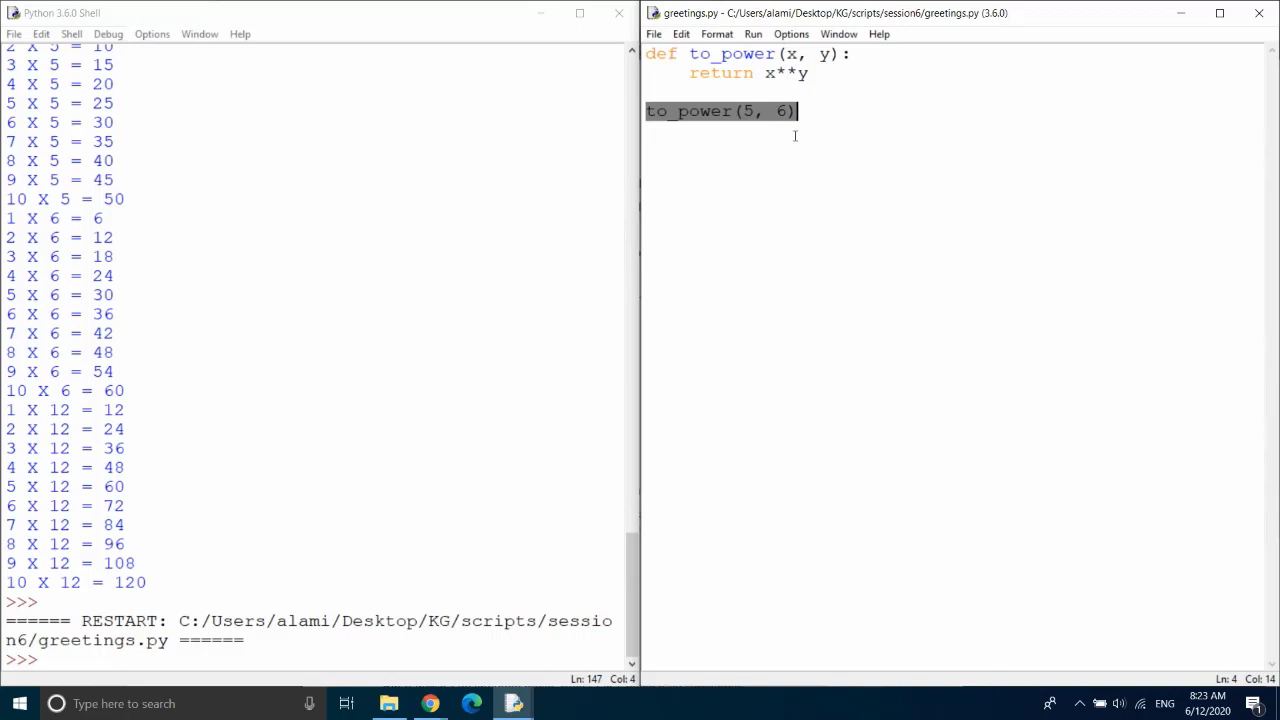 Python 3.6.0 Shell
File Edit Shell Debug Options Window Help
2 X 5 = 10
3 X 5 = 15
4 X 5 = 20
5 X 5 = 25
6 X 5 = 30
7 X 5 = 35
8 X 5 = 40
9 X 5 = 45
10 X 5 = 50
1 X 6 = 6
2 X 6 = 12
3 X 6 = 18
4 X 6 = 24
5 X 6 = 30
6 X 6 = 36
7 X 6 = 42
8 X 6 = 48
9 X 6 = 54
10 X 6 = 60
1 X 12 = 12
2 X 12 = 24
3 X 12 = 36
4 X 12 = 48
5 X 12 = 60
6 X 12 = 72
7 X 12 = 84
8 X 12 = 96
9 X 12 = 108
10 X 12 = 120
>>>
====== RESTART: C:/Users/alami/Desktop/KG/scripts/sessio
n6/greetings.py ======
>>>
Ln: 147 Col: 4
greetings.py - C:/Users/alami/Desktop/KG/scripts/session6/greetings.py (3.6.0)
File Edit Format Run Options Window Help
def to_power(x, y):
    return x**y
to_power(5, 6)
Ln: 4 Col: 14
Type here to search
ENG
8:23 AM
6/12/2020
1